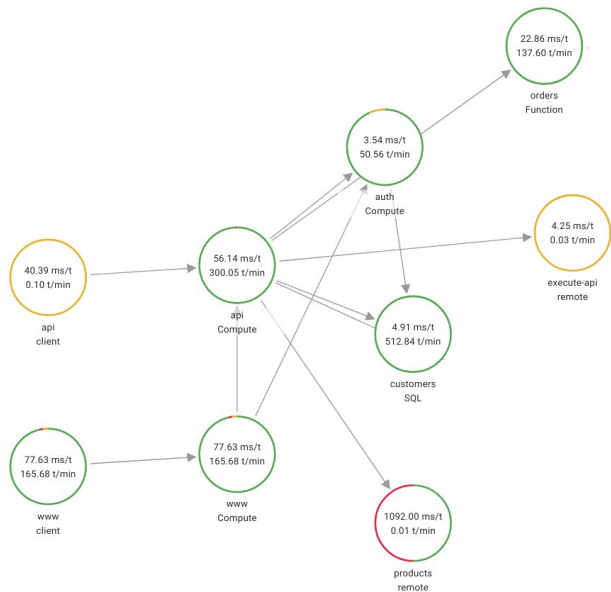 22.86 ms/t
137.60 t/min
orders
Function
3.54 ms/t
50.56 t/min
auth
Compute
4.25 ms/t
0.03 t/min
execute-api
remote
56.14 ms/t
300.05 t/min
api
Compute
40.39 ms/t
0.10 t/min
api
client
4.91 ms/t
512.84 t/min
customers
SQL
77.63 ms/t
165.68 t/min
www
Compute
77.63 ms/t
165.68 t/min
www
client
1092.00 ms/t
0.01 t/min
products
remote